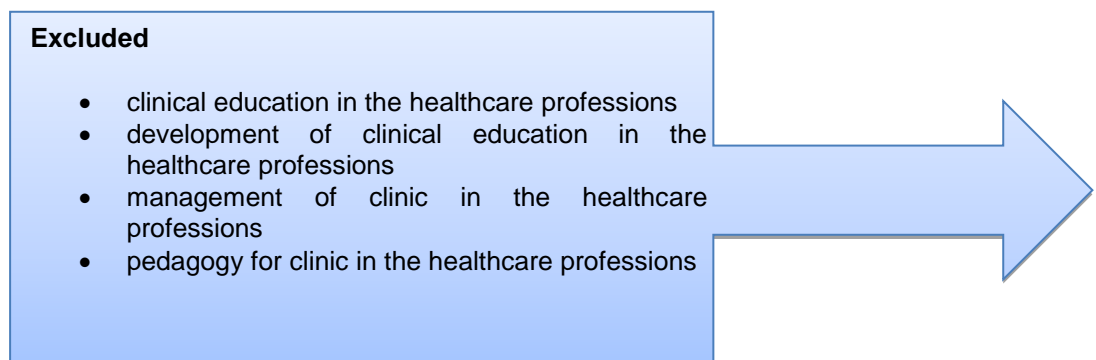 Excluded
• clinical education in the healthcare professions
• development of clinical education in the
healthcare professions
• management of clinic in the healthcare
professions
• pedagogy for clinic in the healthcare professions